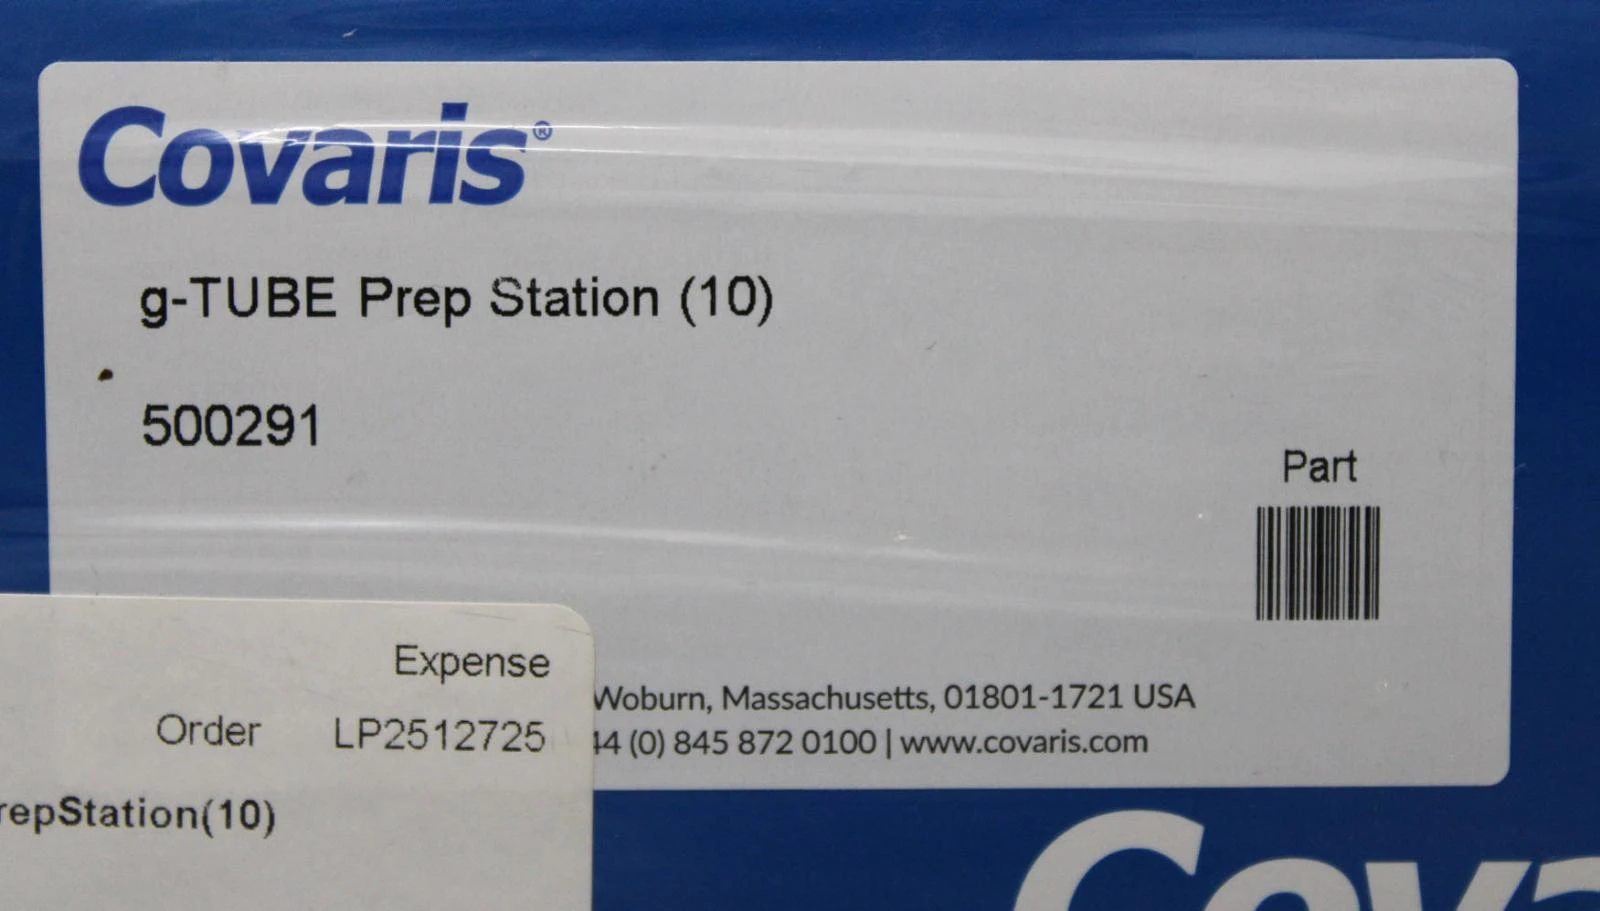 Covaris®
g-TUBE Prep Station (10)
500291
Part
Woburn, Massachusetts, 01801-1721 USA
44 (0) 845 872 0100 | www.covaris.com
Expense
Order LP2512725
repStation(10)
Cova